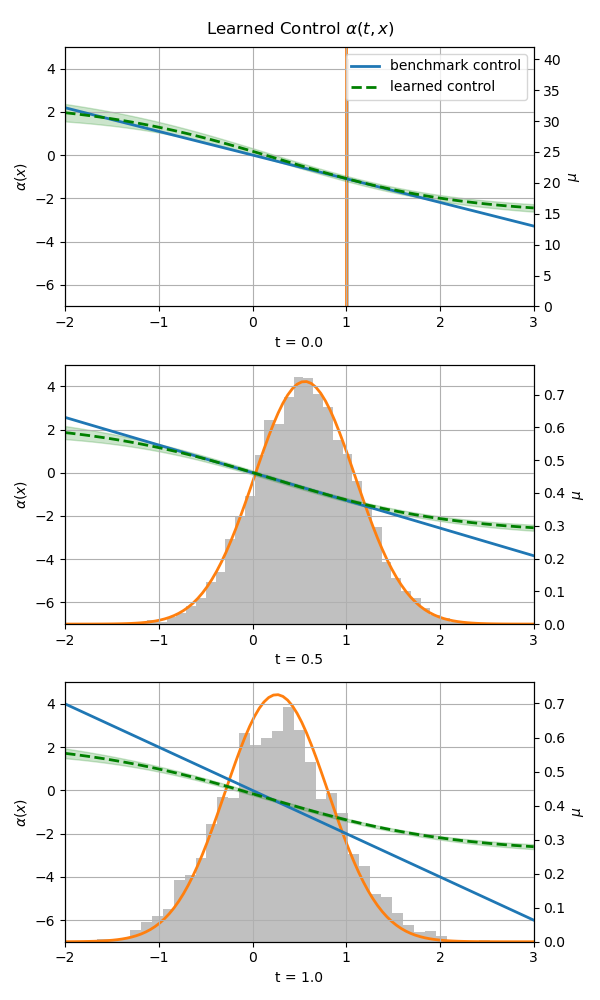 Learned Control α(t, x)
benchmark control
learned control
4
2
0
−2
−4
−6
α(x)
40
35
30
25
20
15
10
5
0
μ
−2 −1 0 1 2 3
t = 0.0
4
2
0
−2
−4
−6
α(x)
0.7
0.6
0.5
0.4
0.3
0.2
0.1
0.0
μ
−2 −1 0 1 2 3
t = 0.5
4
2
0
−2
−4
−6
α(x)
0.7
0.6
0.5
0.4
0.3
0.2
0.1
0.0
μ
−2 −1 0 1 2 3
t = 1.0